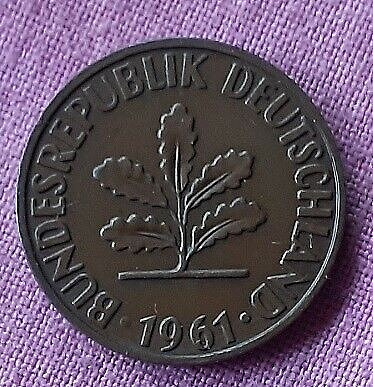 BUNDESREPUBLIK DEUTSCHLAND
· 1961 ·